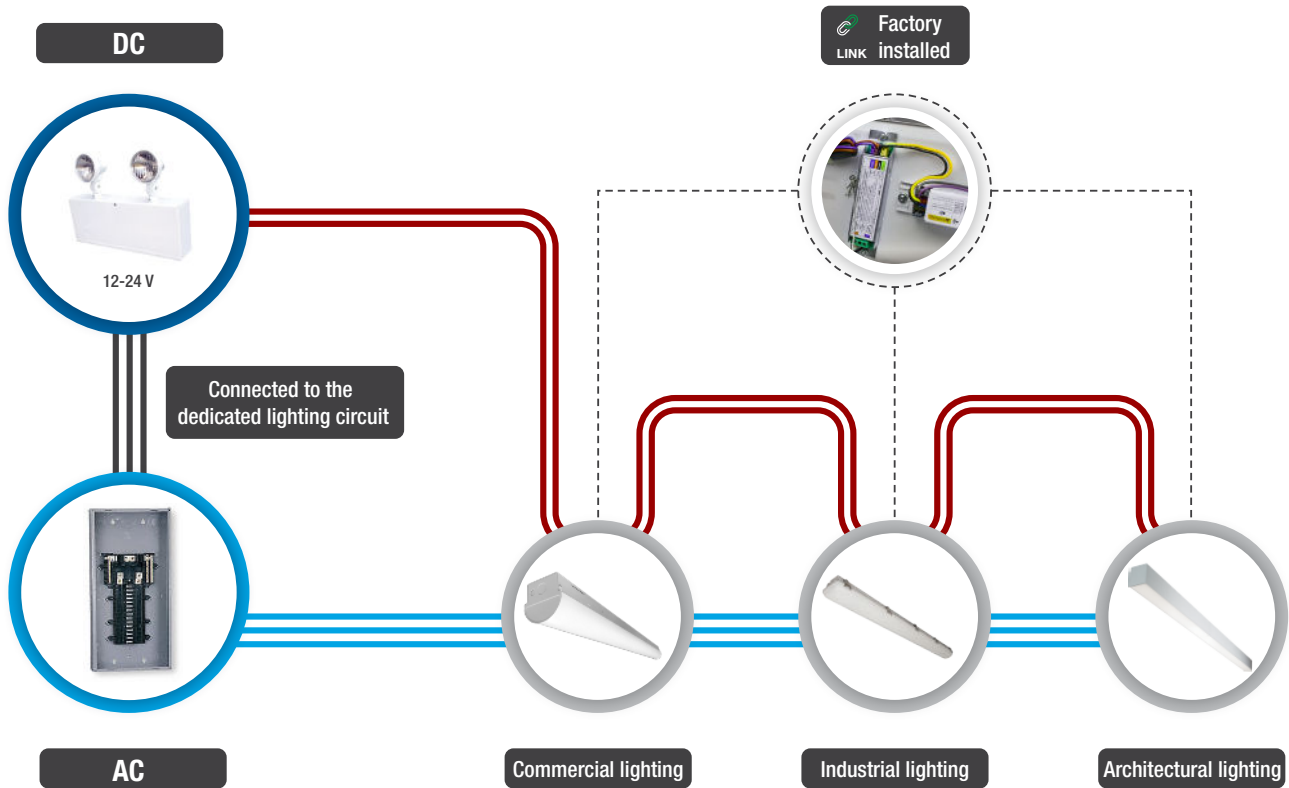 DC
Factory
LINK installed
12-24 V
Connected to the
dedicated lighting circuit
AC
Commercial lighting
Industrial lighting
Architectural lighting